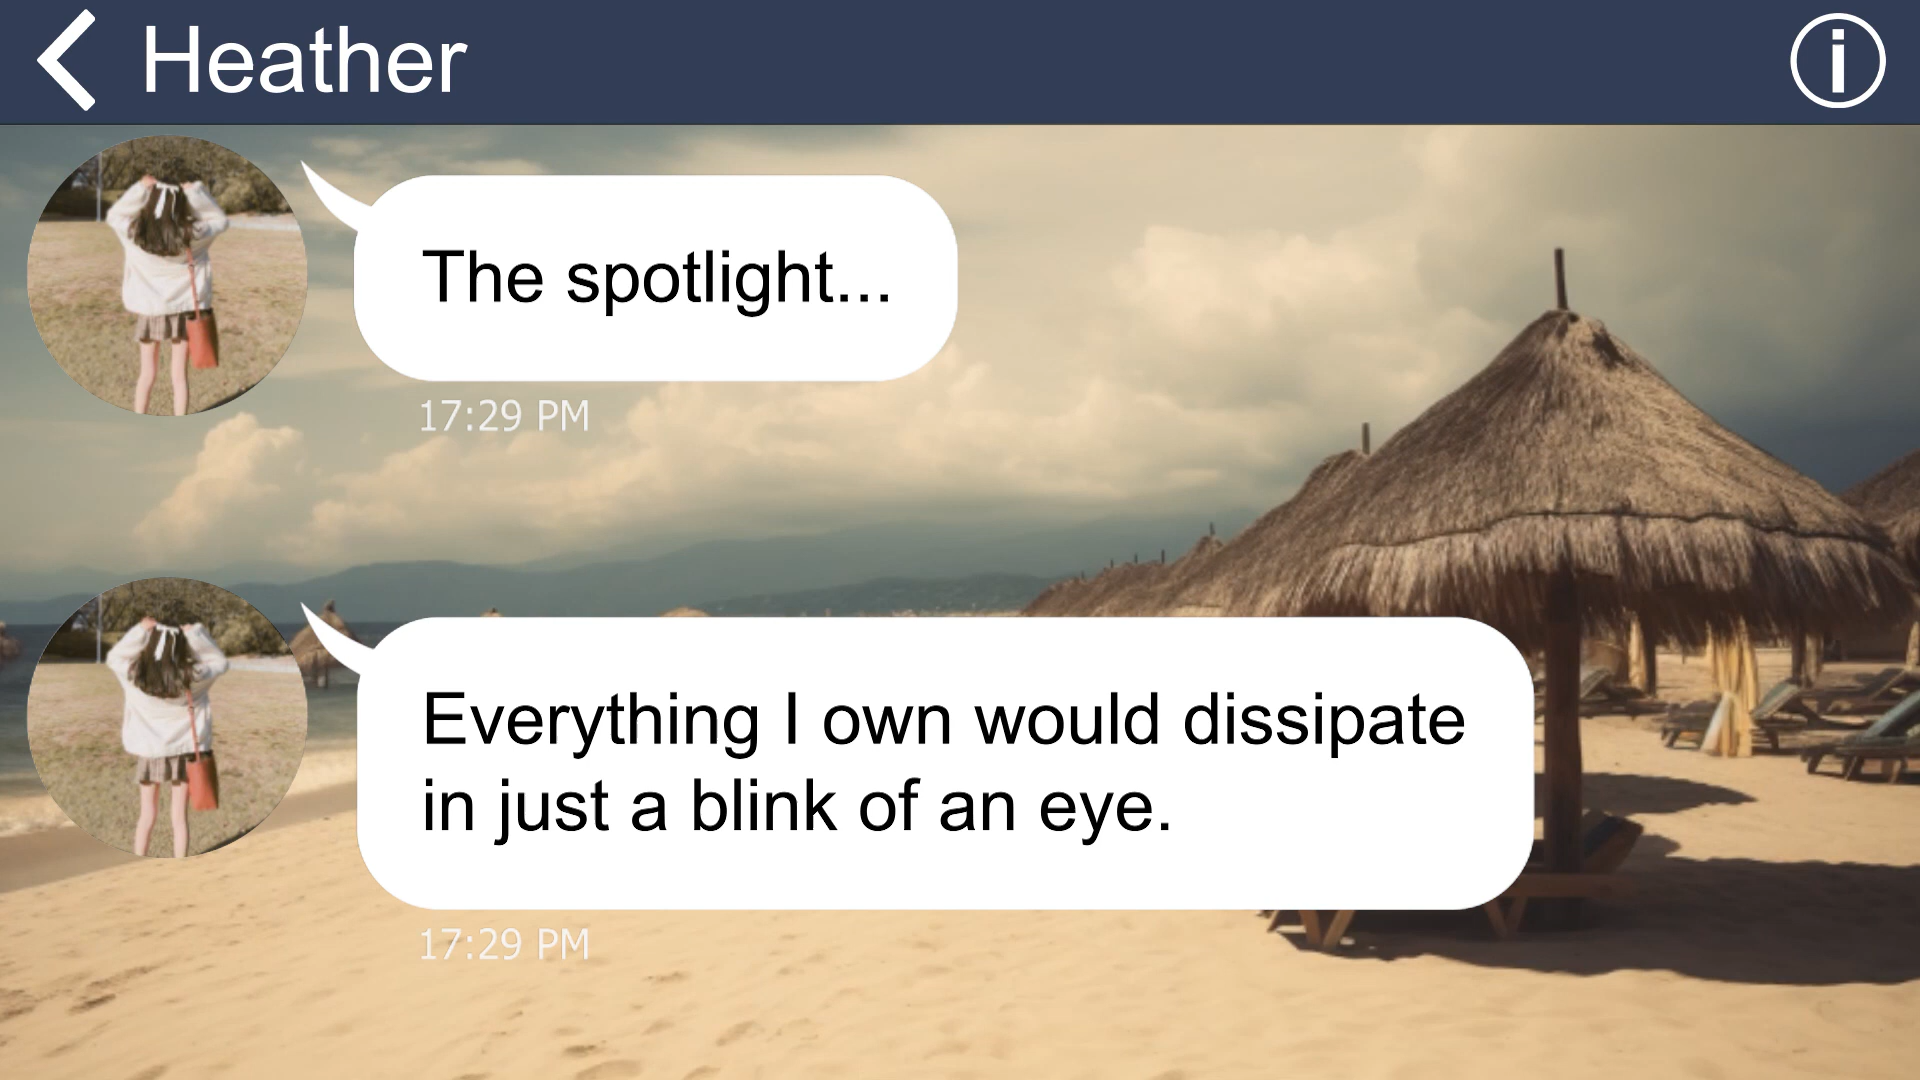 Heather
The spotlight...
17:29 PM
Everything I own would dissipate
in just a blink of an eye.
17:29 PM